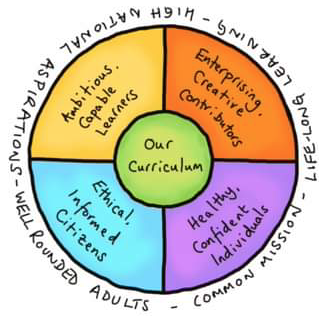 HIGH NATIONAL ASPIRATIONS - WELL ROUNDED ADULTS - COMMON MISSION - LIFE-LONG LEARNING -
Ambitious,
Capable
Learners
Enterprising,
Creative
Contributors
Our
Curriculum
Ethical,
Informed
Citizens
Healthy,
Confident
Individuals